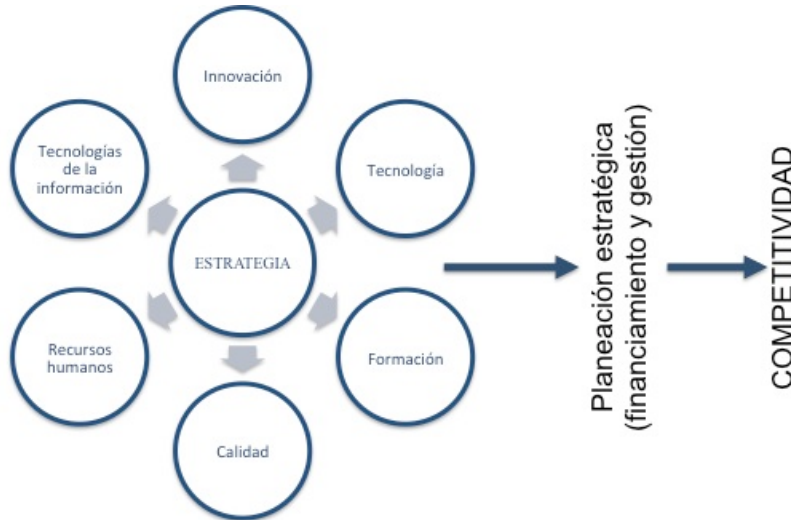 Innovación
Tecnologías
de la
información
Tecnología
ESTRATEGIA
Recursos
humanos
Formación
Calidad
Planeación estratégica
(financiamiento y gestión)
COMPETITIVIDAD